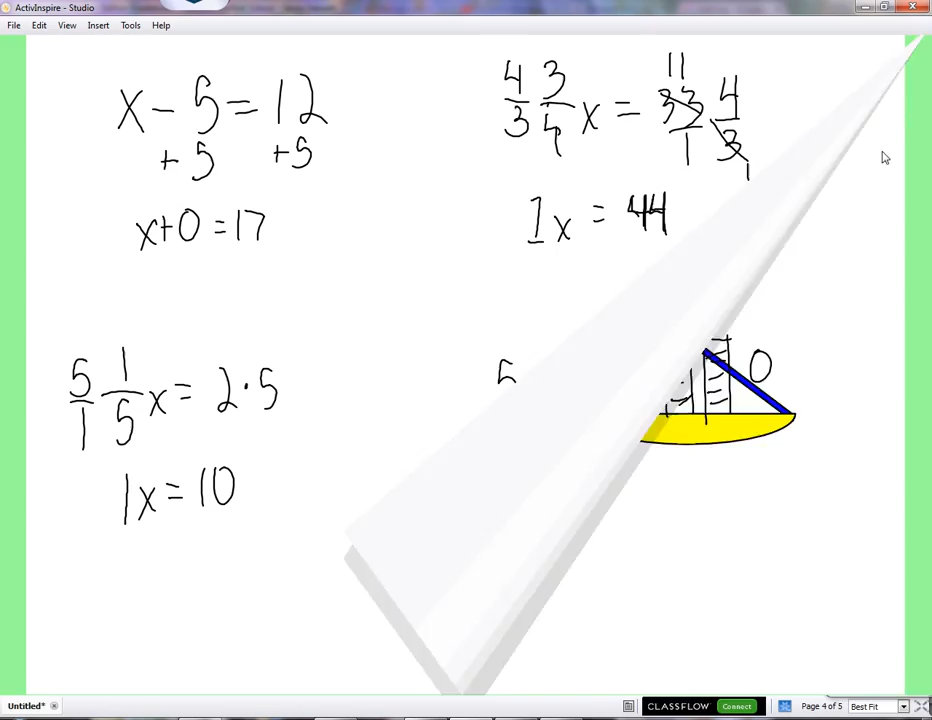 ActivInspire - Studio
File Edit View Insert Tools Help
x - 5 = 12
+5 +5
x+0 = 17
4/3 3/4 x = 33/1 4/3
11
1
1x = 44
5/1 1/5 x = 2·5
1x = 10
5
0
Untitled*
CLASSFLOW Connect
Page 4 of 5
Best Fit